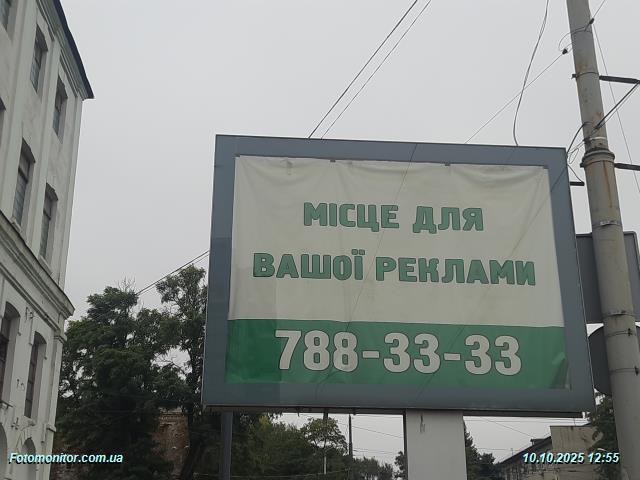 МІСЦЕ ДЛЯ
ВАШОЇ РЕКЛАМИ
788-33-33
Fotomonitor.com.ua
10.10.2025 12:55